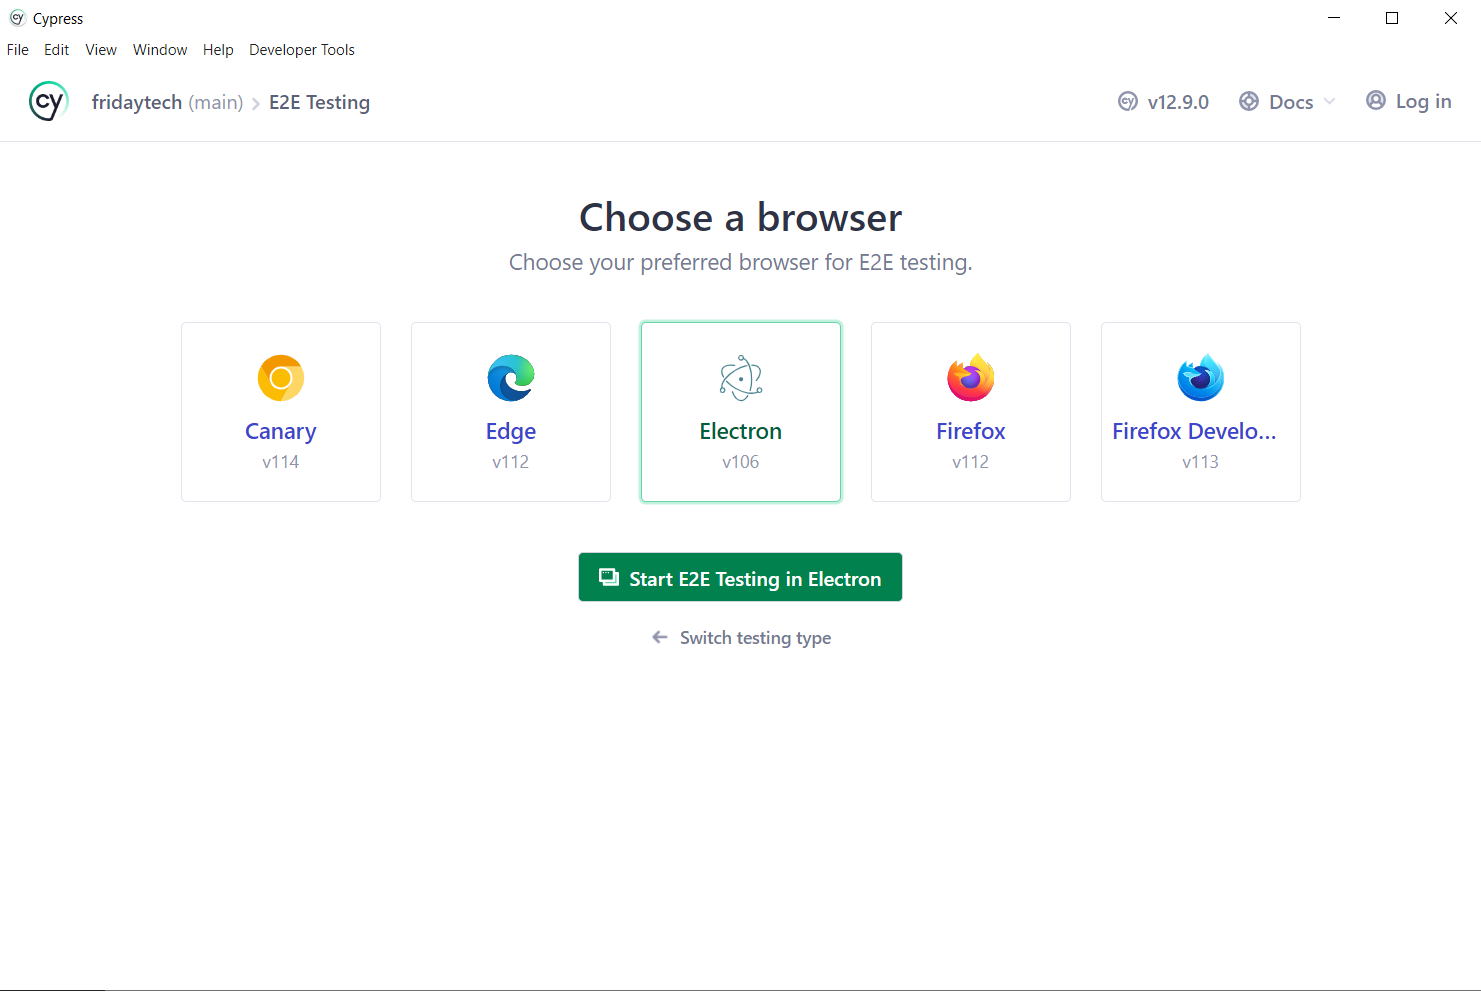 cy Cypress
File Edit View Window Help Developer Tools
cy fridaytech (main) > E2E Testing cy v12.9.0 Docs Log in
Choose a browser
Choose your preferred browser for E2E testing.
Canary Edge Electron Firefox Firefox Develo...
v114 v112 v106 v112 v113
Start E2E Testing in Electron
← Switch testing type